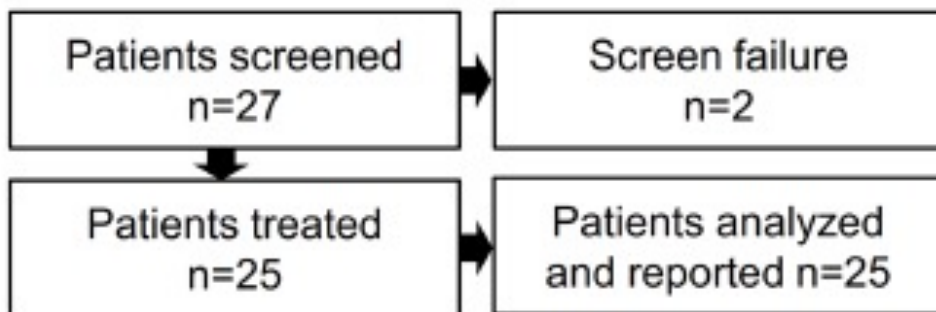 Patients screened
n=27
Screen failure
n=2
Patients treated
n=25
Patients analyzed
and reported n=25